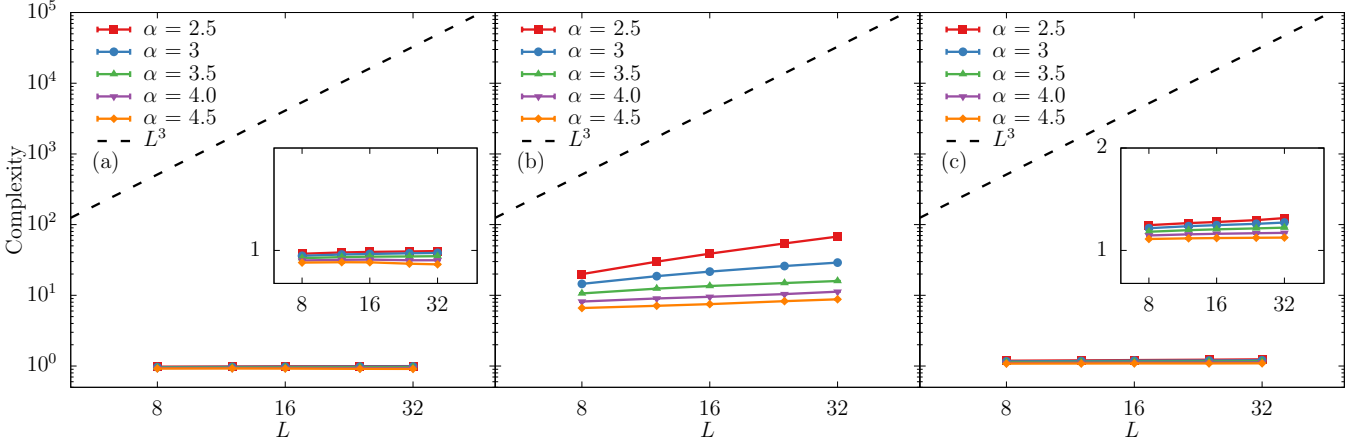 Complexity
10^5
10^4
10^3
10^2
10^1
10^0
α = 2.5
α = 3
α = 3.5
α = 4.0
α = 4.5
L^3
(a)
1
8 16 32
8 16 32
L
α = 2.5
α = 3
α = 3.5
α = 4.0
α = 4.5
L^3
(b)
8 16 32
L
α = 2.5
α = 3
α = 3.5
α = 4.0
α = 4.5
L^3
(c)
2
1
8 16 32
8 16 32
L